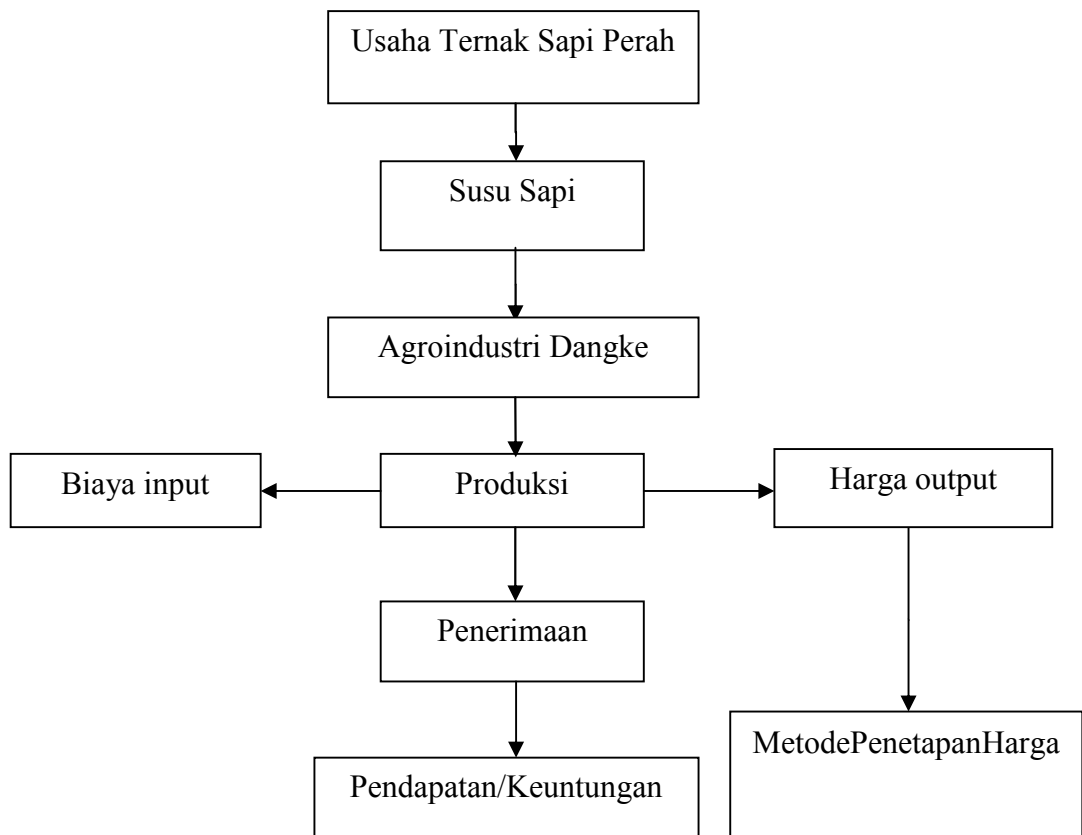 Usaha Ternak Sapi Perah
Susu Sapi
Agroindustri Dangke
Biaya input
Produksi
Harga output
Penerimaan
MetodePenetapanHarga
Pendapatan/Keuntungan